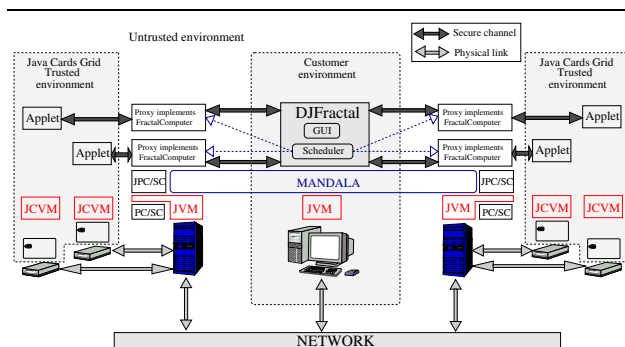 Secure channel
Physical link
Untrusted environment
Java Cards Grid
Trusted
environment
Customer
environment
Java Cards Grid
Trusted
environment
Applet
Proxy implements
FractalComputer
DJFractal
GUI
Scheduler
Proxy implements
FractalComputer
Applet
Applet
Proxy implements
FractalComputer
Proxy implements
FractalComputer
Applet
JPC/SC
MANDALA
JPC/SC
JCVM
JCVM
JVM
PC/SC
JVM
JVM
PC/SC
JCVM
JCVM
NETWORK